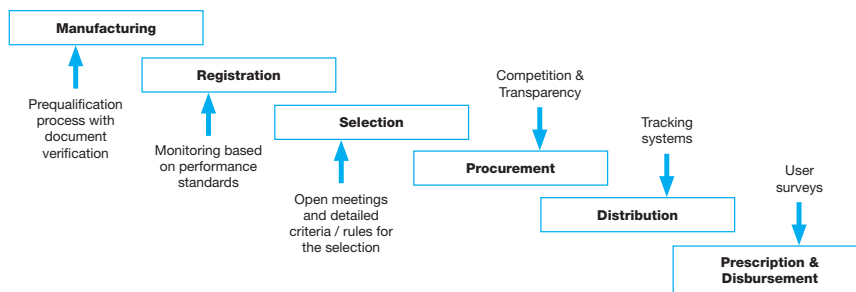 Manufacturing
Prequalification
process with
document
verification
Registration
Monitoring based
on performance
standards
Selection
Open meetings
and detailed
criteria / rules for
the selection
Competition &
Transparency
Procurement
Tracking
systems
Distribution
User
surveys
Prescription &
Disbursement